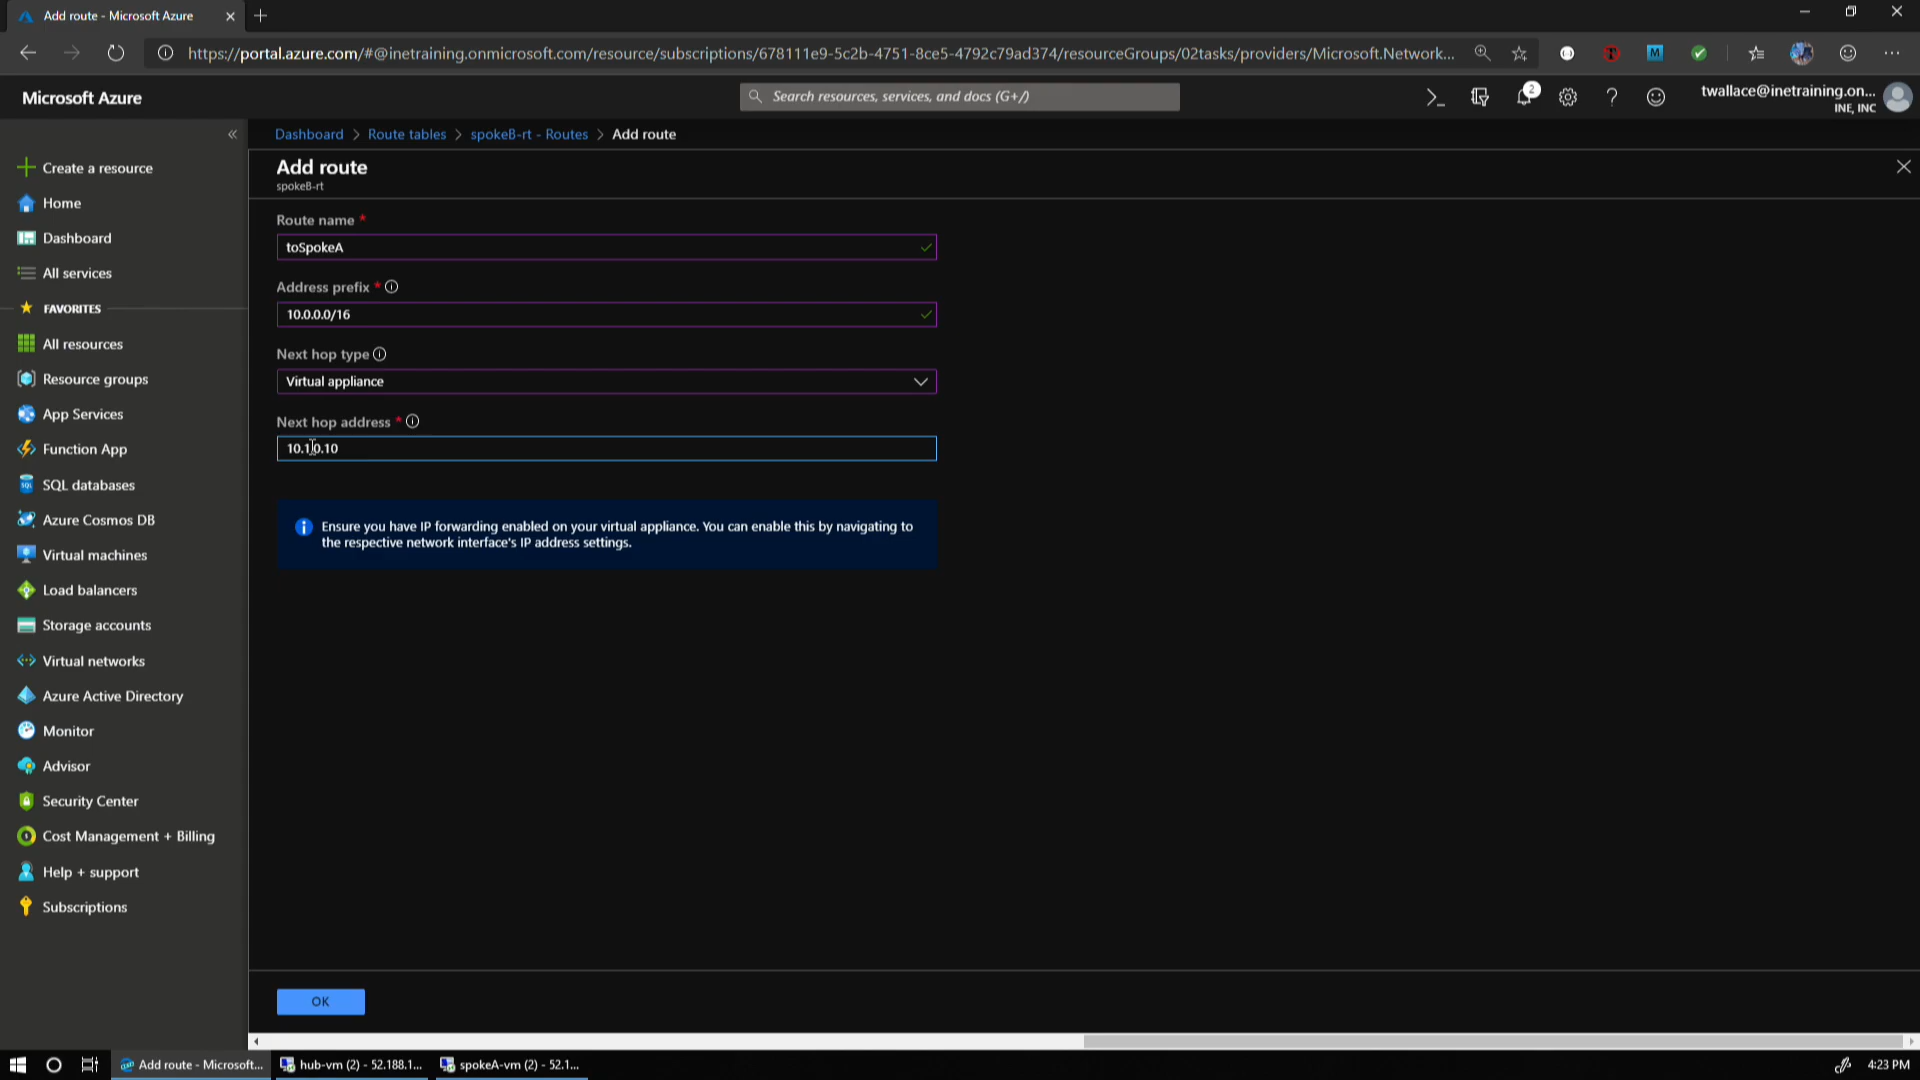 Add route - Microsoft Azure
https://portal.azure.com/#@inetraining.onmicrosoft.com/resource/subscriptions/678111e9-5c2b-4751-8ce5-4792c79ad374/resourceGroups/02tasks/providers/Microsoft.Network...
Microsoft Azure
Search resources, services, and docs (G+/)
2
twallace@inetraining.on...
INE, INC
Dashboard > Route tables > spokeB-rt - Routes > Add route
Add route
spokeB-rt
Create a resource
Home
Dashboard
All services
FAVORITES
All resources
Resource groups
App Services
Function App
SQL databases
Azure Cosmos DB
Virtual machines
Load balancers
Storage accounts
Virtual networks
Azure Active Directory
Monitor
Advisor
Security Center
Cost Management + Billing
Help + support
Subscriptions
Route name *
toSpokeA
Address prefix *
10.0.0.0/16
Next hop type
Virtual appliance
Next hop address *
10.1.0.10
Ensure you have IP forwarding enabled on your virtual appliance. You can enable this by navigating to
the respective network interface's IP address settings.
OK
Add route - Microsoft...
hub-vm (2) - 52.188.1...
spokeA-vm (2) - 52.1...
4:23 PM